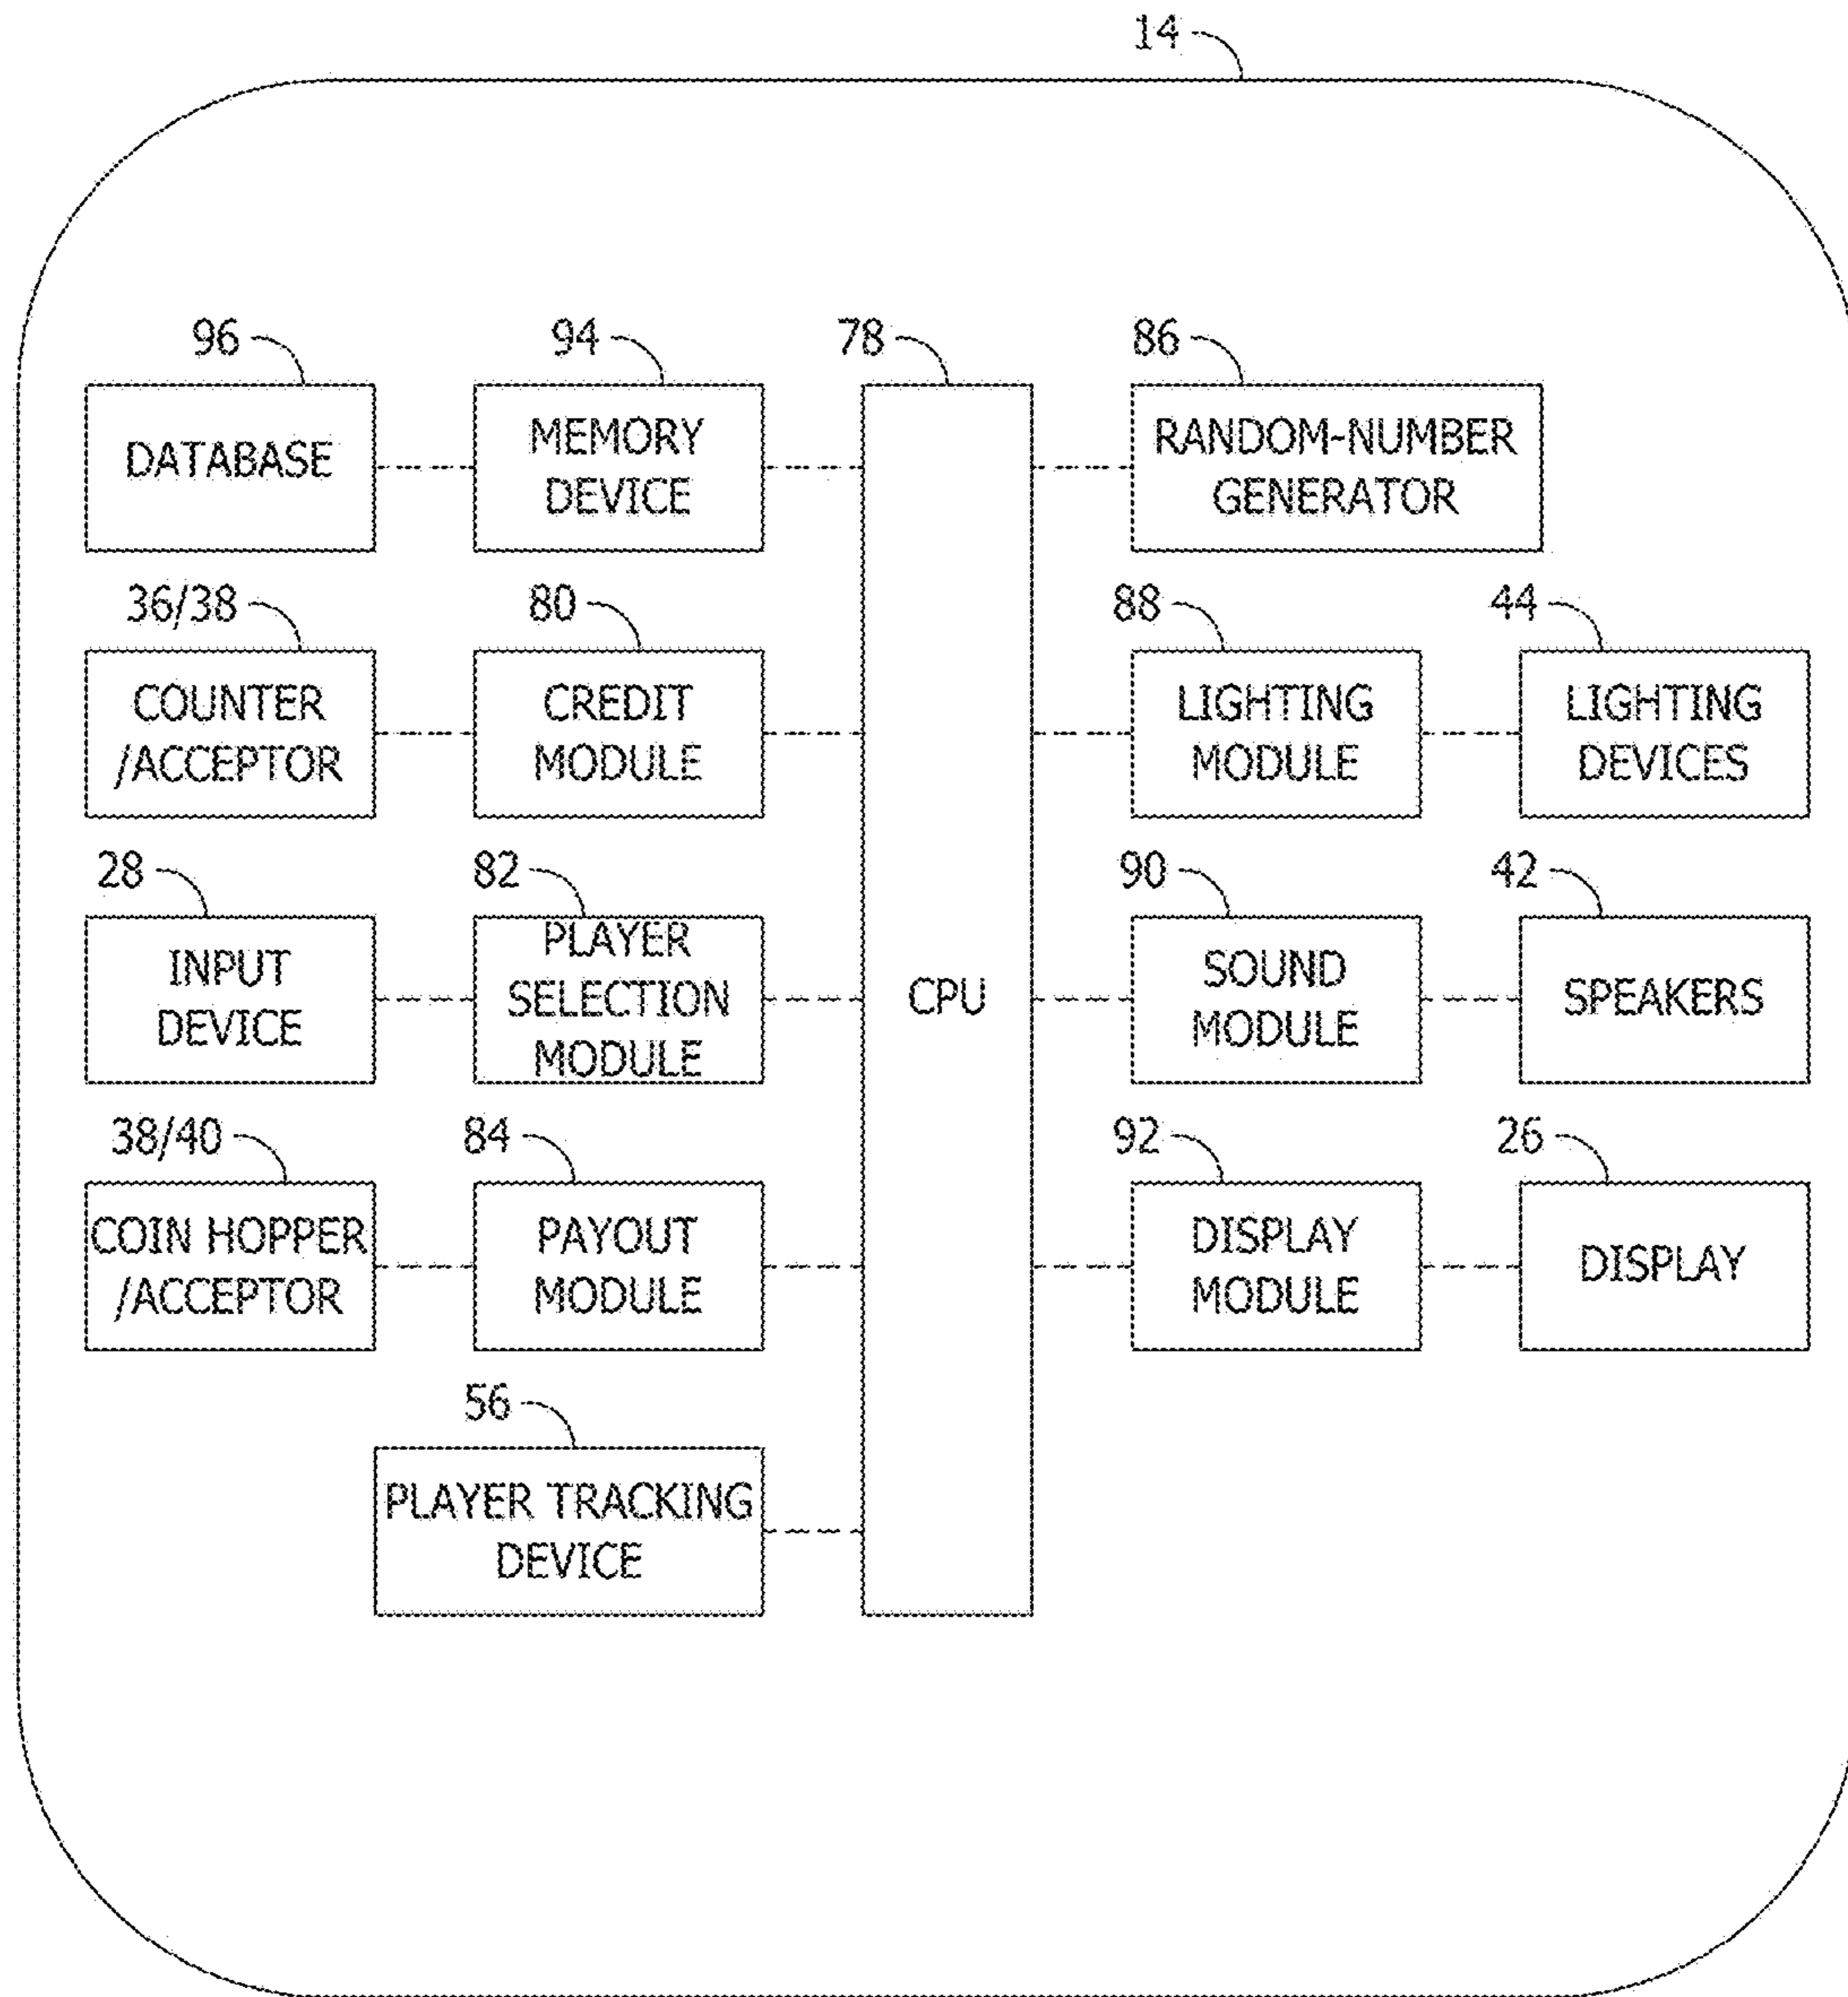 14
96
94
78
86
DATABASE
MEMORY
DEVICE
RANDOM-NUMBER
GENERATOR
36/38
80
88
44
COUNTER
/ACCEPTOR
CREDIT
MODULE
LIGHTING
MODULE
LIGHTING
DEVICES
28
82
90
42
INPUT
DEVICE
PLAYER
SELECTION
MODULE
CPU
SOUND
MODULE
SPEAKERS
38/40
84
92
26
COIN HOPPER
/ACCEPTOR
PAYOUT
MODULE
DISPLAY
MODULE
DISPLAY
56
PLAYER TRACKING
DEVICE